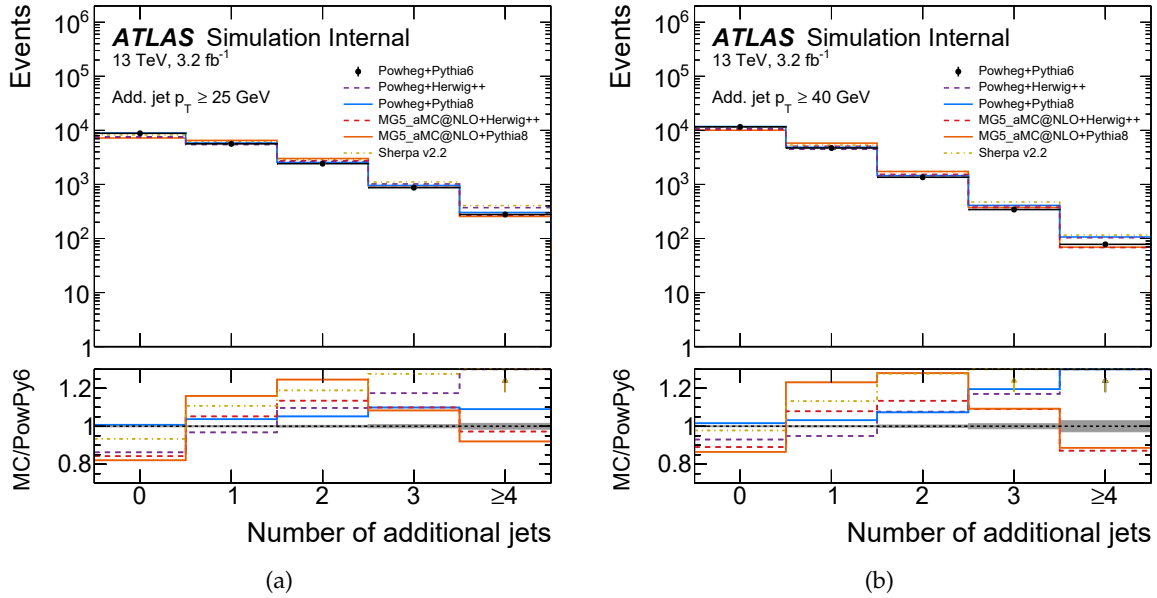 Events
10^6
10^5
10^4
10^3
10^2
10
1
ATLAS Simulation Internal
13 TeV, 3.2 fb^-1
Add. jet p_T ≥ 25 GeV
Powheg+Pythia6
Powheg+Herwig++
Powheg+Pythia8
MG5_aMC@NLO+Herwig++
MG5_aMC@NLO+Pythia8
Sherpa v2.2
MC/PowPy6
1.2
1
0.8
0 1 2 3 ≥4
Number of additional jets
(a)
Events
10^6
10^5
10^4
10^3
10^2
10
1
ATLAS Simulation Internal
13 TeV, 3.2 fb^-1
Add. jet p_T ≥ 40 GeV
Powheg+Pythia6
Powheg+Herwig++
Powheg+Pythia8
MG5_aMC@NLO+Herwig++
MG5_aMC@NLO+Pythia8
Sherpa v2.2
MC/PowPy6
1.2
1
0.8
0 1 2 3 ≥4
Number of additional jets
(b)